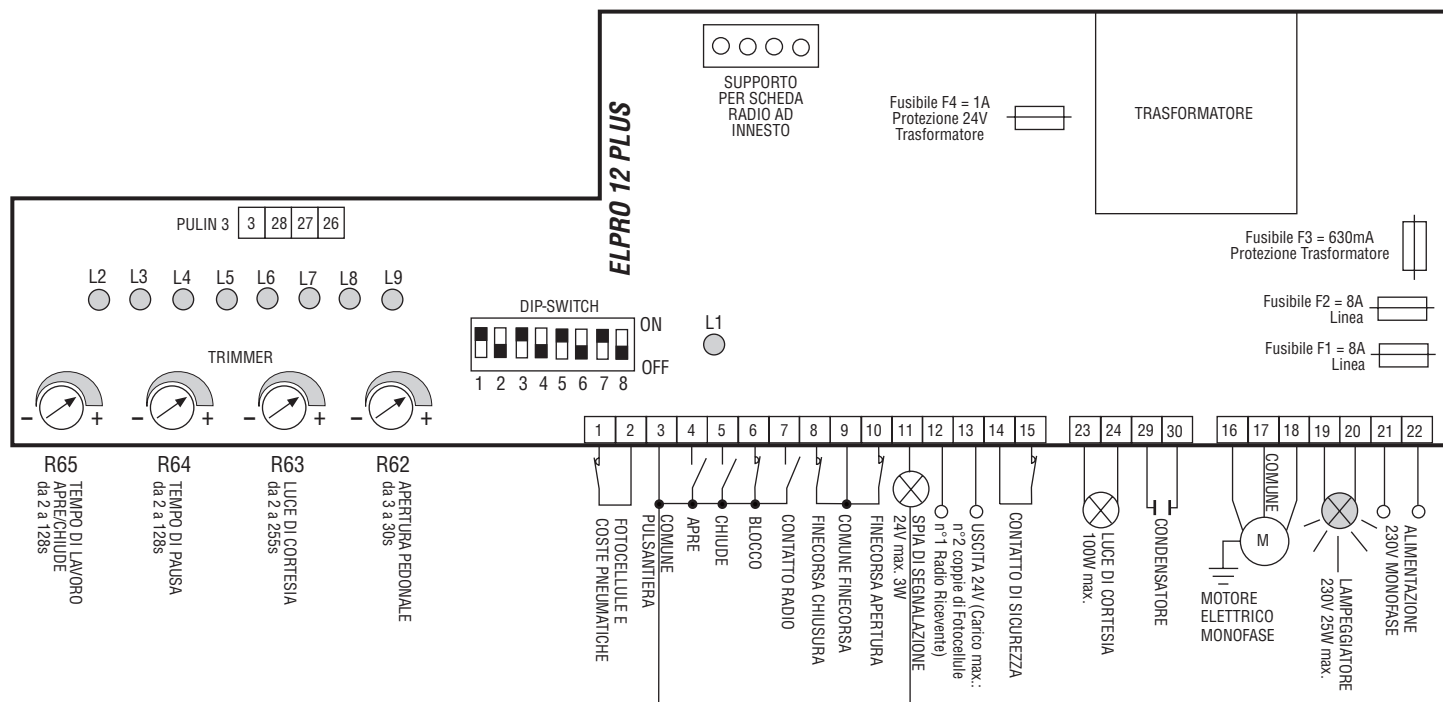 SUPPORTO
PER SCHEDA
RADIO AD
INNESTO
Fusibile F4 = 1A
Protezione 24V
Trasformatore
TRASFORMATORE
ELPRO 12 PLUS
PULIN 3 3 28 27 26
Fusibile F3 = 630mA
Protezione Trasformatore
L2 L3 L4 L5 L6 L7 L8 L9
DIP-SWITCH
ON
OFF
1 2 3 4 5 6 7 8
L1
Fusibile F2 = 8A
Linea
Fusibile F1 = 8A
Linea
TRIMMER
- + - + - + - +
1 2 3 4 5 6 7 8 9 10 11 12 13 14 15 23 24 29 30 16 17 18 19 20 21 22
R65
TEMPO DI LAVORO
APRE/CHIUDE
da 2 a 128s
R64
TEMPO DI PAUSA
da 2 a 128s
R63
LUCE DI CORTESIA
da 2 a 255s
R62
APERTURA PEDONALE
da 3 a 30s
FOTOCELLULE E
COSTE PNEUMATICHE
COMUNE
PULSANTIERA
APRE
CHIUDE
BLOCCO
CONTATTO RADIO
FINECORSA CHIUSURA
COMUNE FINECORSA
FINECORSA APERTURA
SPIA DI SEGNALAZIONE
24V max. 3W
USCITA 24V (Carico max.:
n°2 coppie di Fotocellule
n°1 Radio Ricevente)
CONTATTO DI SICUREZZA
LUCE DI CORTESIA
100W max.
CONDENSATORE
COMUNE
M
MOTORE
ELETTRICO
MONOFASE
LAMPEGGIATORE
230V 25W max.
ALIMENTAZIONE
230V MONOFASE